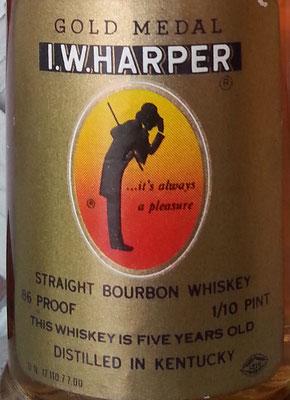 GOLD MEDAL
I.W.HARPER
®
...it's always
a pleasure
®
STRAIGHT BOURBON WHISKEY
86 PROOF 1/10 PINT
THIS WHISKEY IS FIVE YEARS OLD
DISTILLED IN KENTUCKY